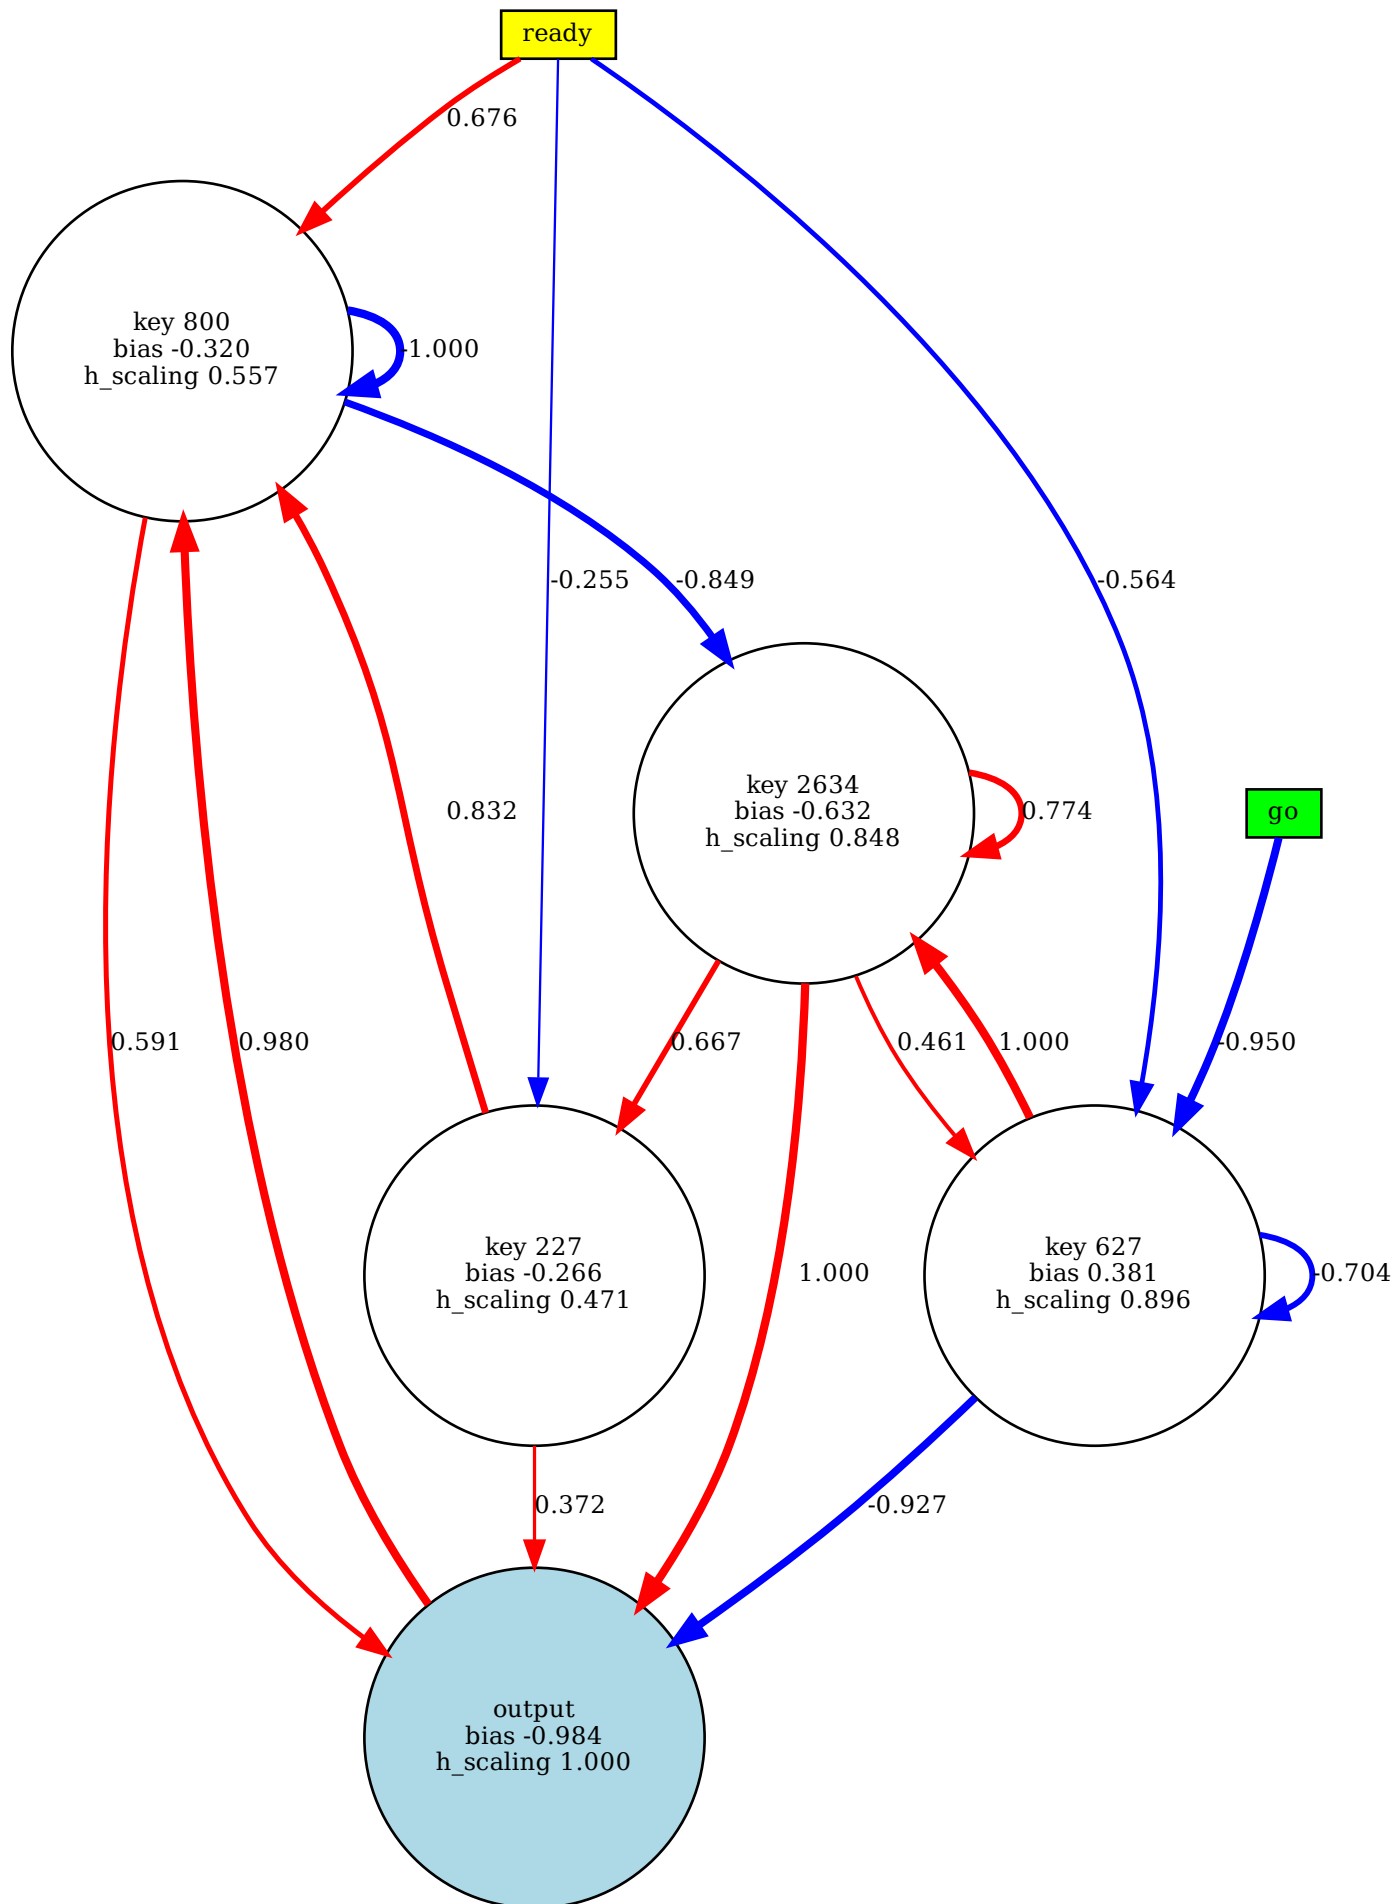 ready
0.676
key 800
bias -0.320
h_scaling 0.557
-1.000
-0.255
-0.849
-0.564
key 2634
bias -0.632
h_scaling 0.848
0.832
0.774
go
0.591
0.980
0.667
0.461
1.000
-0.950
key 227
bias -0.266
h_scaling 0.471
1.000
key 627
bias 0.381
h_scaling 0.896
-0.704
0.372
-0.927
output
bias -0.984
h_scaling 1.000